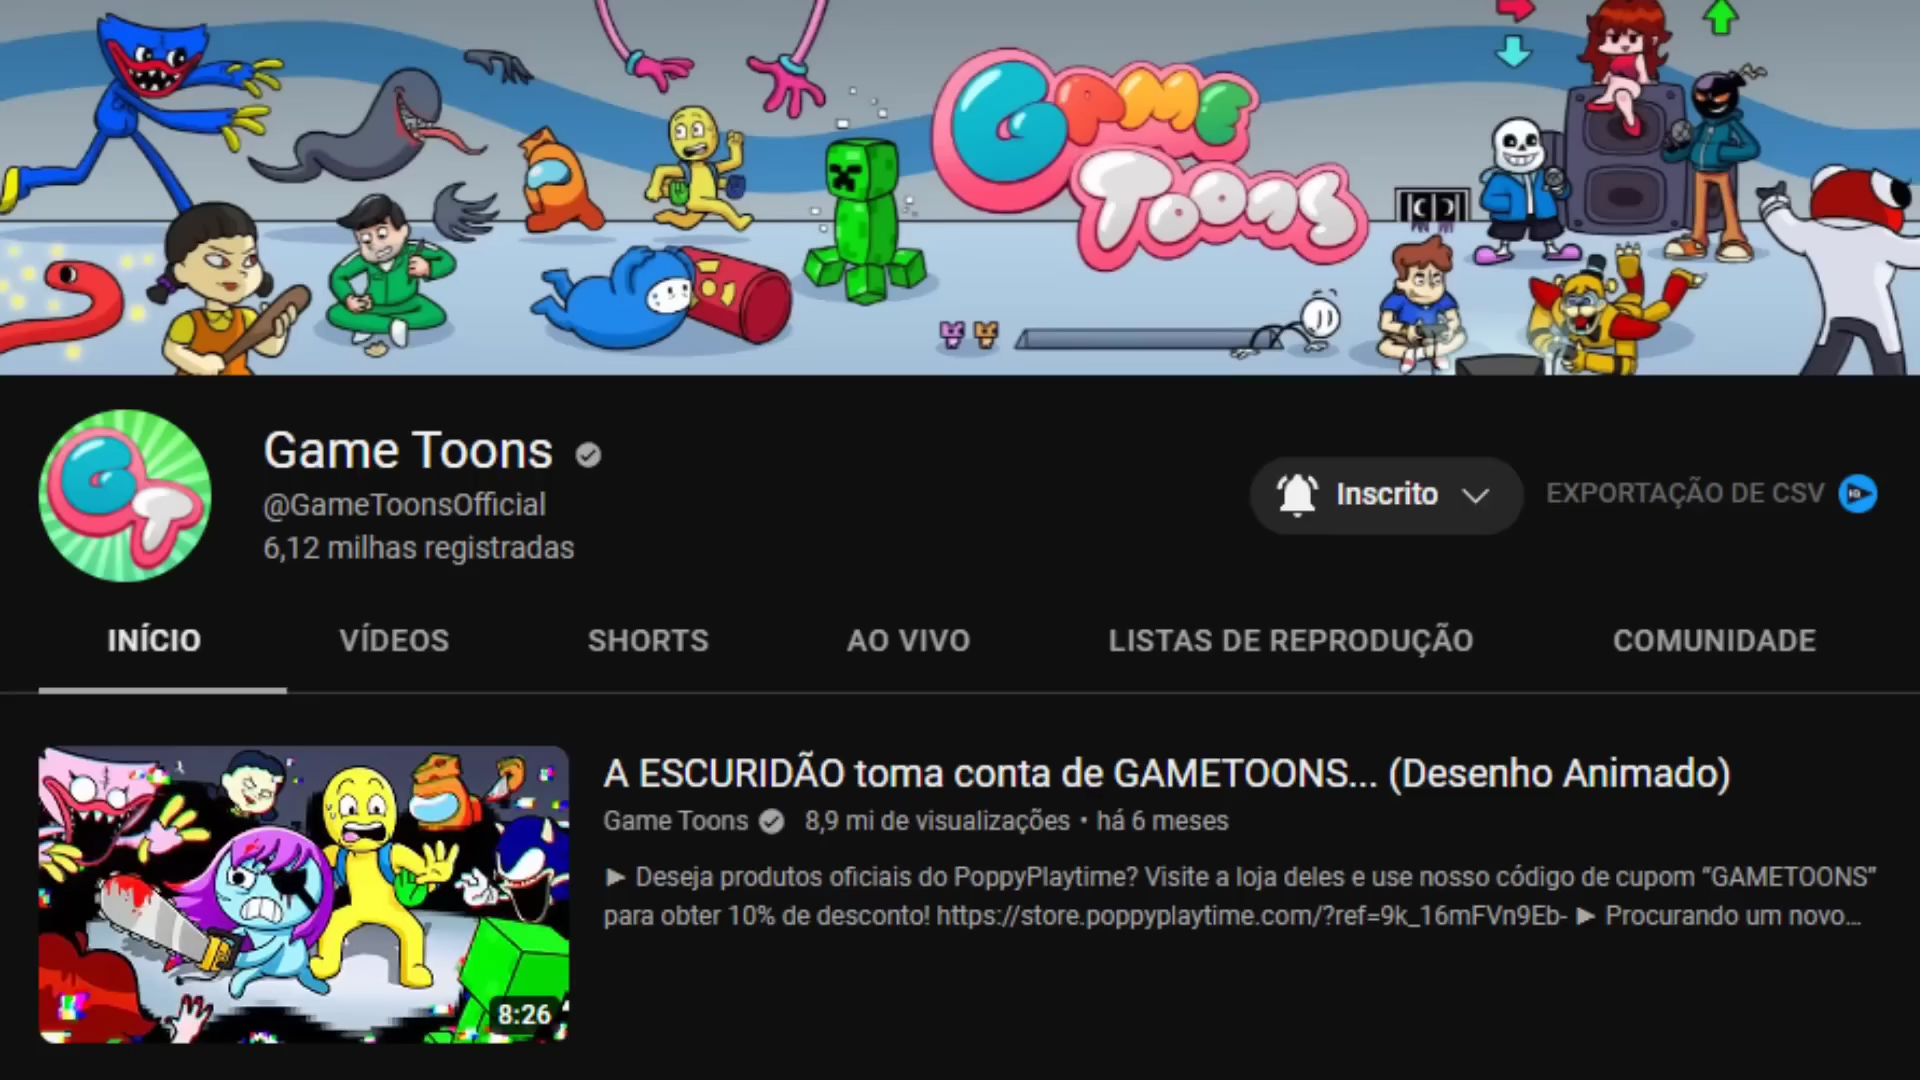 GAME
TOONS
GT
Game Toons
@GameToonsOfficial
6,12 milhas registradas
Inscrito
EXPORTAÇÃO DE CSV
INÍCIO
VÍDEOS
SHORTS
AO VIVO
LISTAS DE REPRODUÇÃO
COMUNIDADE
A ESCURIDÃO toma conta de GAMETOONS... (Desenho Animado)
Game Toons 8,9 mi de visualizações • há 6 meses
► Deseja produtos oficiais do PoppyPlaytime? Visite a loja deles e use nosso código de cupom “GAMETOONS”
para obter 10% de desconto! https://store.poppyplaytime.com/?ref=9k_16mFVn9Eb- ► Procurando um novo...
8:26